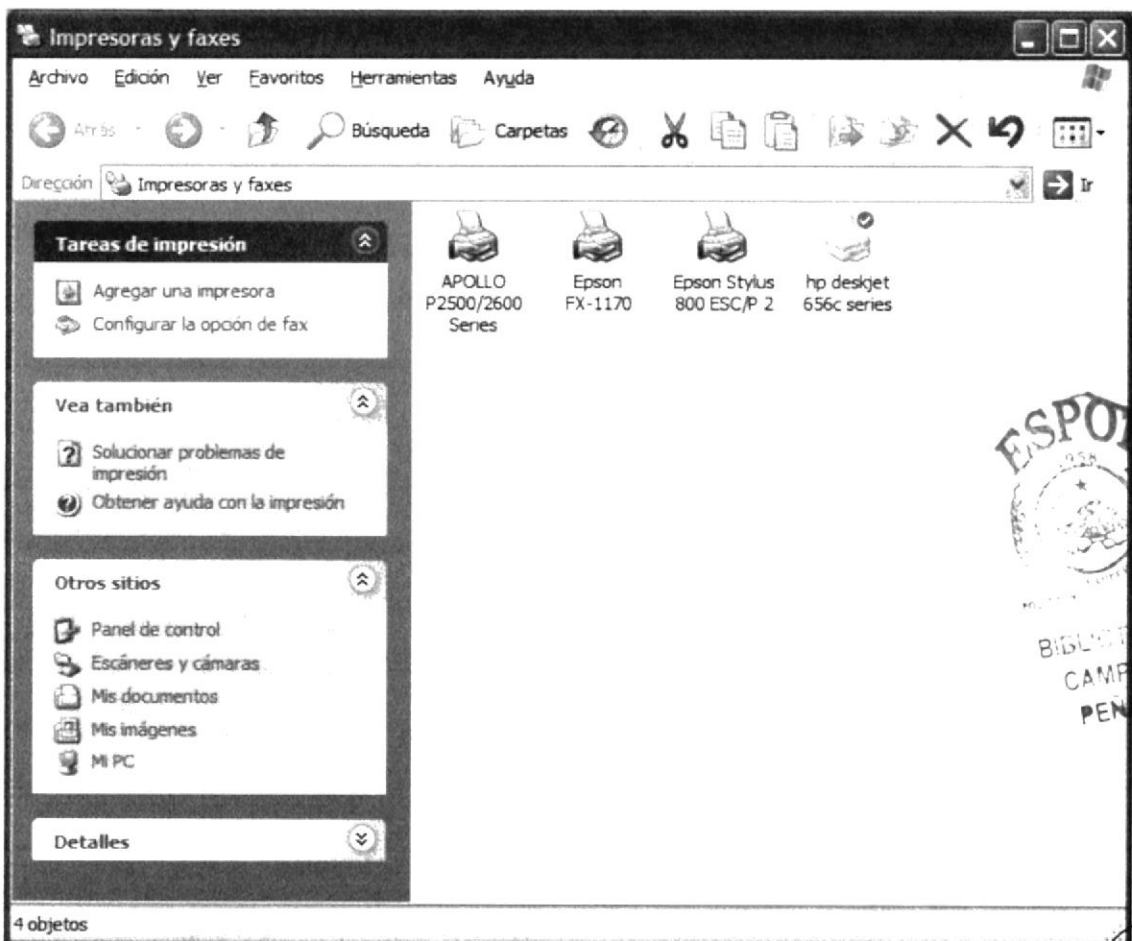 Impresoras y faxes
Archivo Edición Ver Favoritos Herramientas Ayuda
Atrás Búsqueda Carpetas
Dirección Impresoras y faxes Ir
Tareas de impresión
Agregar una impresora
Configurar la opción de fax
Vea también
Solucionar problemas de
impresión
Obtener ayuda con la impresión
Otros sitios
Panel de control
Escáneres y cámaras
Mis documentos
Mis imágenes
Mi PC
Detalles
APOLLO
P2500/2600
Series
Epson
FX-1170
Epson Stylus
800 ESC/P 2
hp deskjet
656c series
ESPO
1958
CAMP
PEN
4 objetos